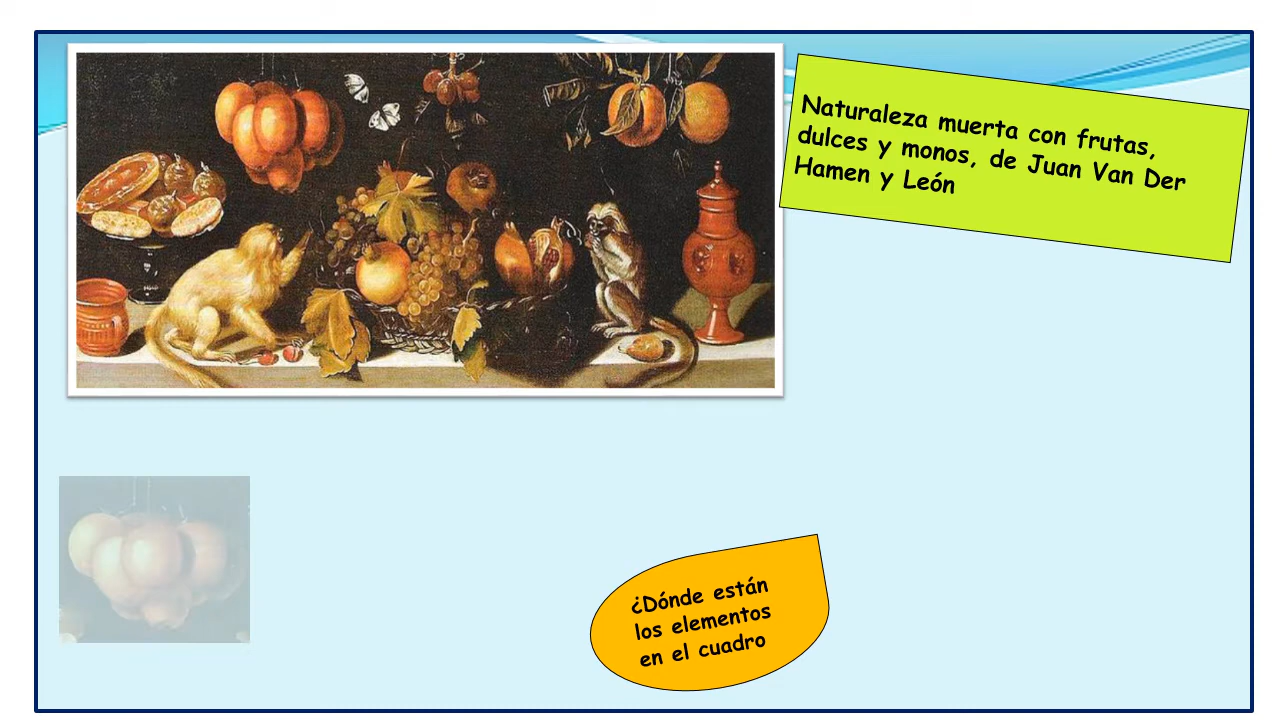 Naturaleza muerta con frutas,
dulces y monos, de Juan Van Der
Hamen y León
¿Dónde están
los elementos
en el cuadro